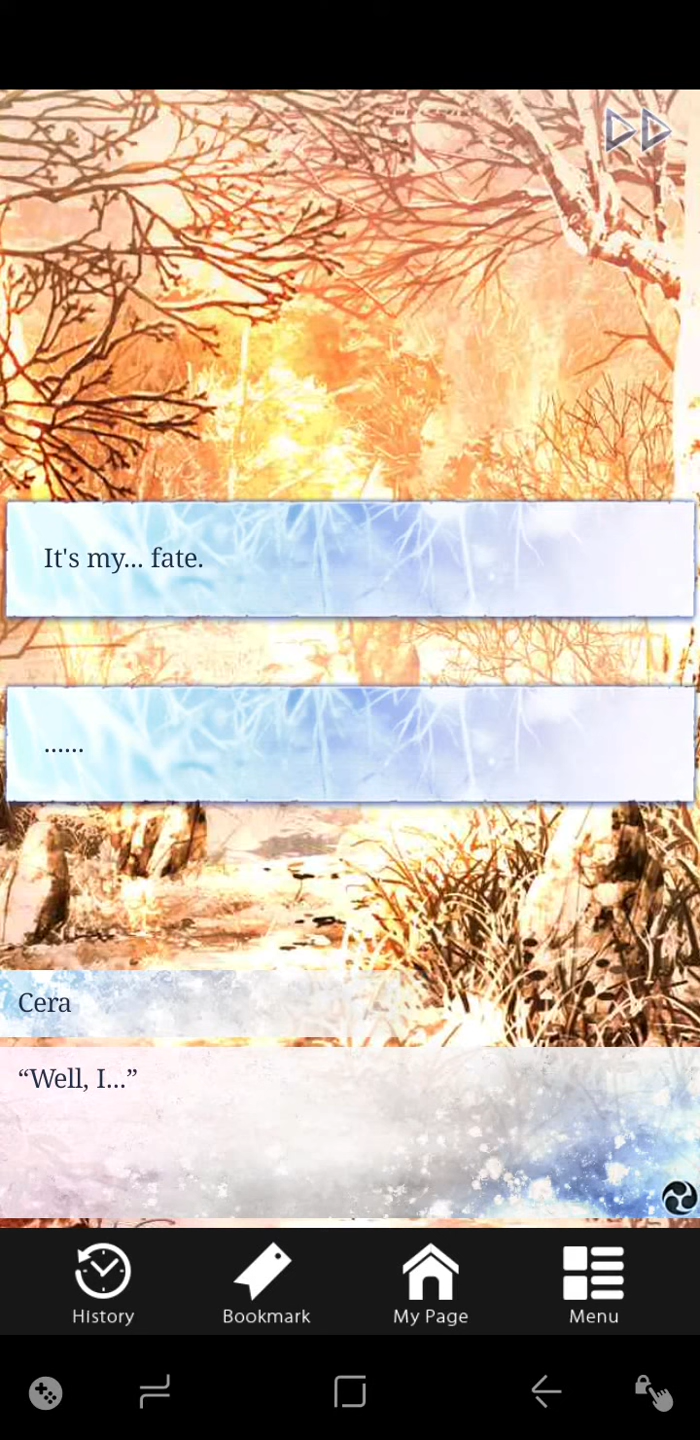 It's my... fate.
......
Cera
“Well, I...”
History
Bookmark
My Page
Menu